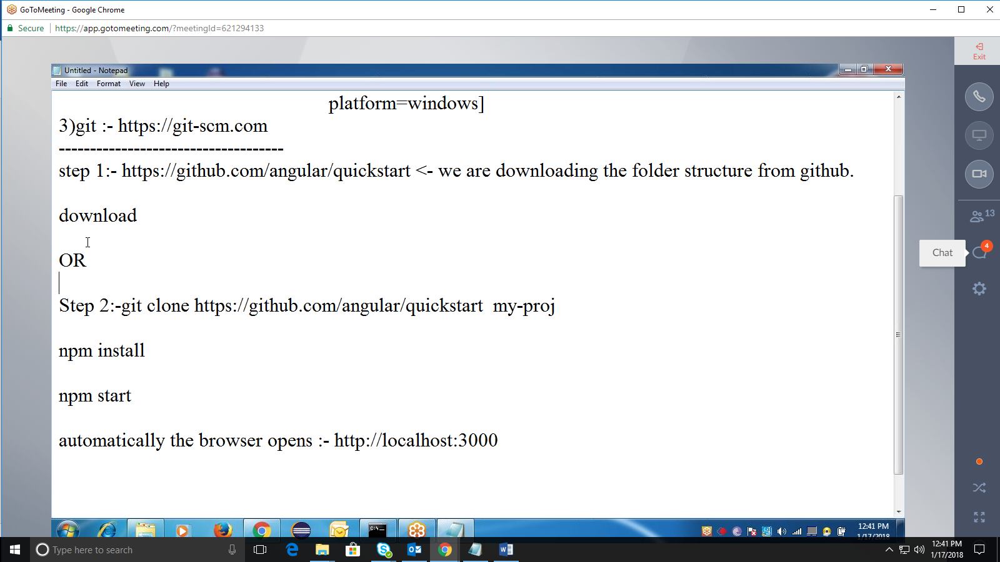 GoToMeeting - Google Chrome
Secure https://app.gotomeeting.com/?meetingId=621294133
Exit
Untitled - Notepad
File Edit Format View Help
platform=windows]
3)git :- https://git-scm.com
------------------------------------
step 1:- https://github.com/angular/quickstart <- we are downloading the folder structure from github.
download
OR
Step 2:-git clone https://github.com/angular/quickstart  my-proj
npm install
npm start
automatically the browser opens :- http://localhost:3000
13
Chat
4
12:41 PM
1/17/2018
Type here to search
12:41 PM
1/17/2018